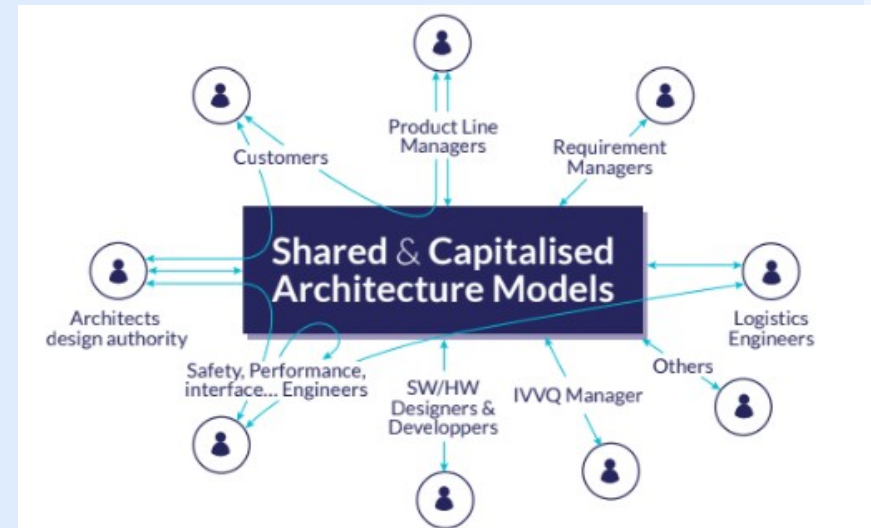 Product Line
Managers
Customers
Requirement
Managers
Shared & Capitalised
Architecture Models
Architects
design authority
Logistics
Engineers
Safety, Performance,
interface... Engineers
SW/HW
Designers &
Developpers
IVVQ Manager
Others